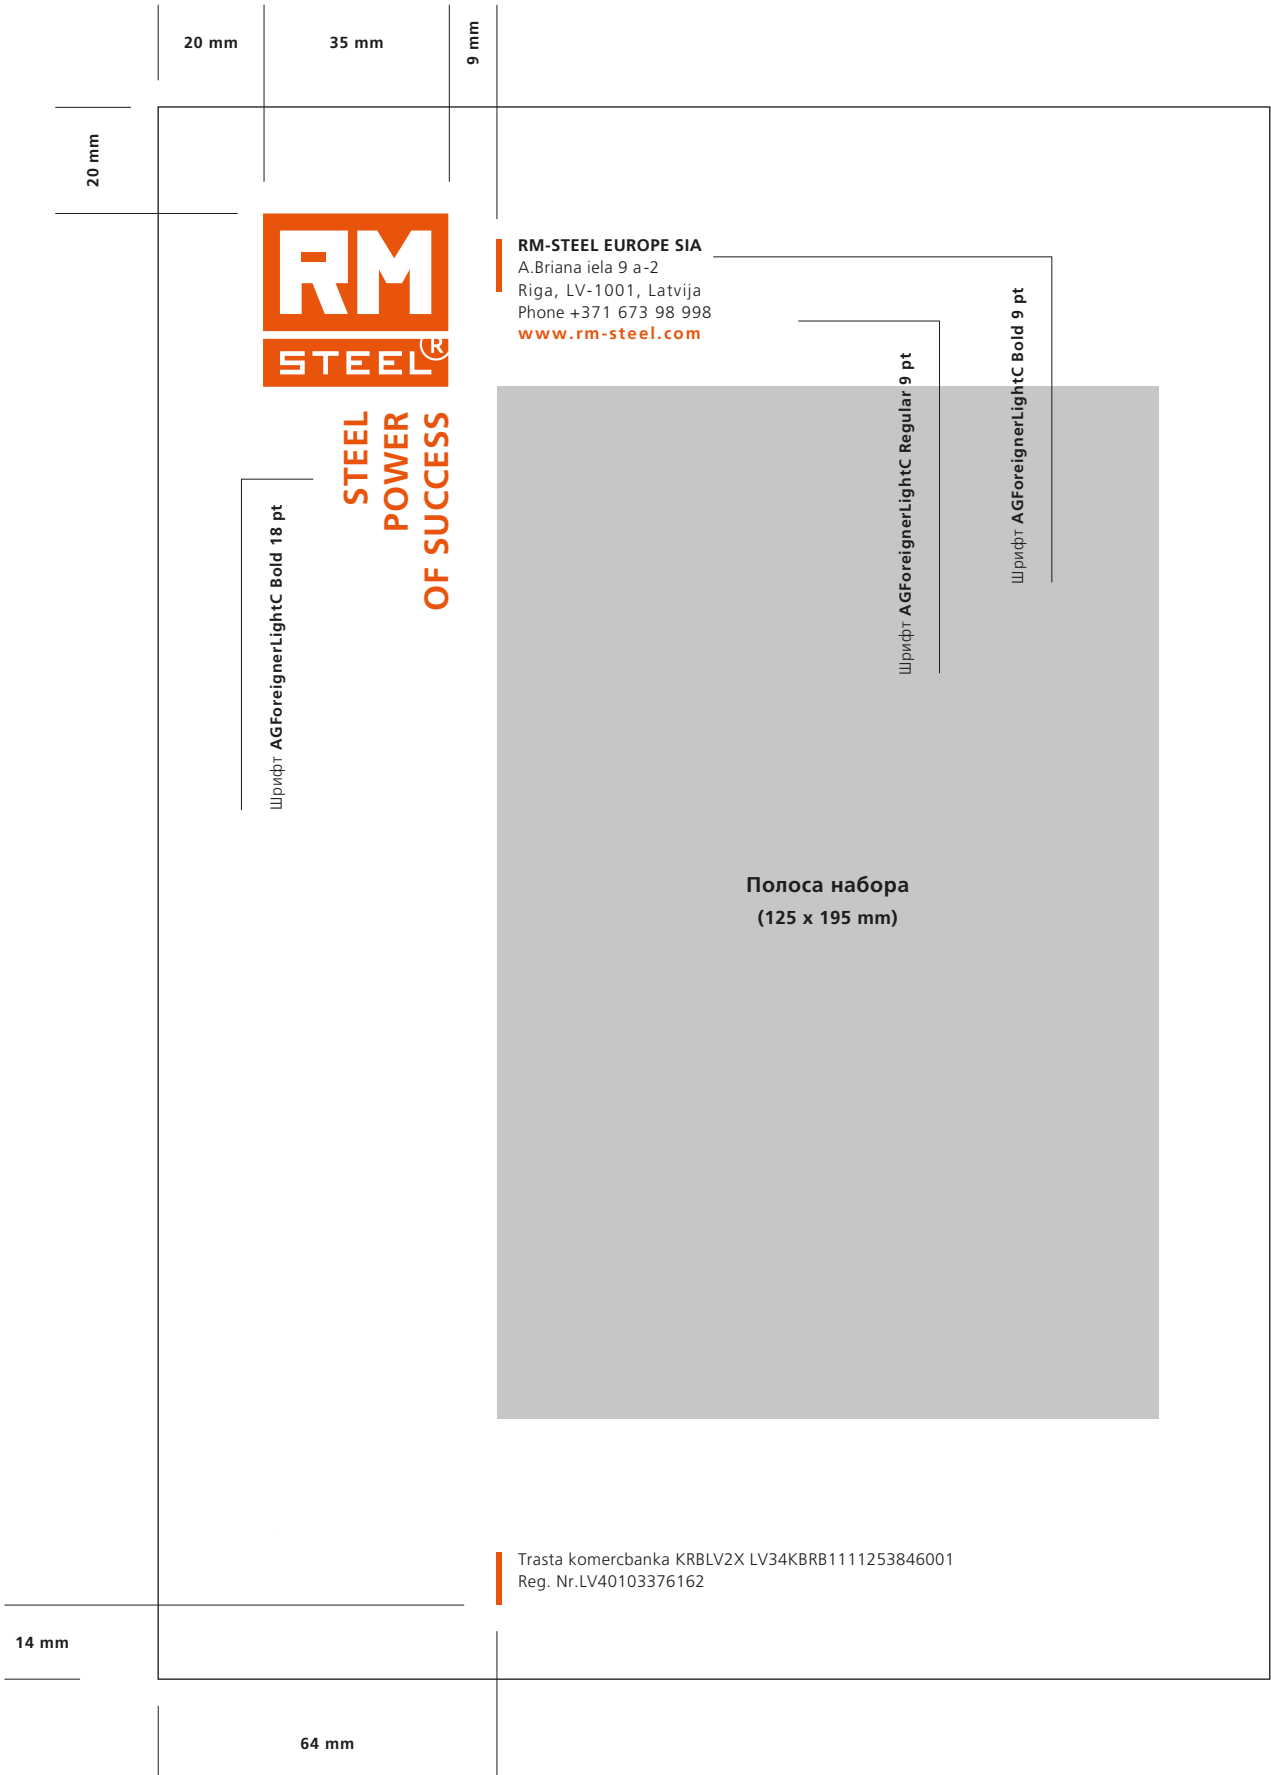 20 mm
35 mm
9 mm
20 mm
RM
STEEL®
RM-STEEL EUROPE SIA
A.Briana iela 9 a-2
Riga, LV-1001, Latvija
Phone +371 673 98 998
www.rm-steel.com
STEEL
POWER
OF SUCCESS
Шрифт AGForeignerLightC Bold 18 pt
Шрифт AGForeignerLightC Regular 9 pt
Шрифт AGForeignerLightC Bold 9 pt
Полоса набора
(125 x 195 mm)
Trasta komercbanka KRBLV2X LV34KBRB1111253846001
Reg. Nr.LV40103376162
14 mm
64 mm